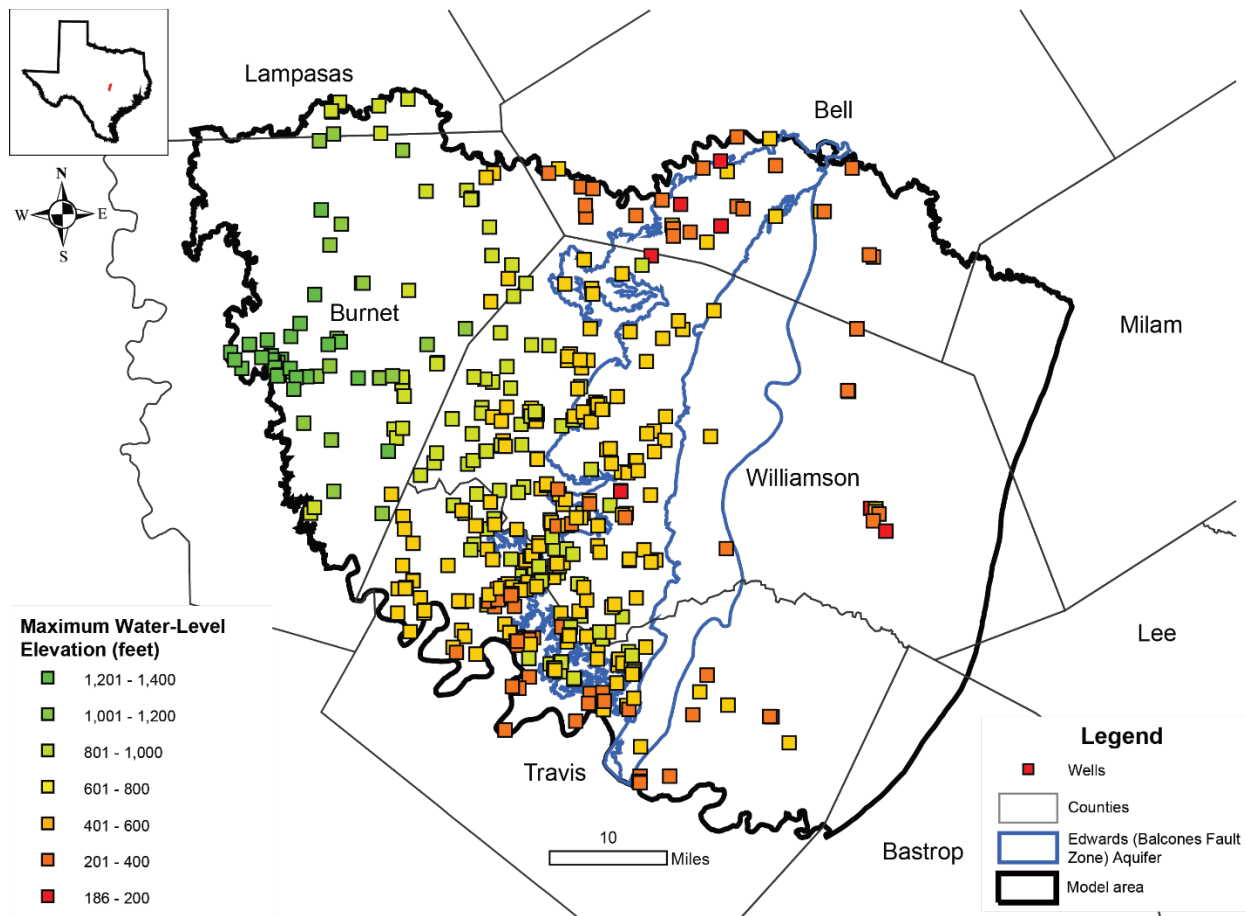 Lampasas
Bell
N
W
E
S
Burnet
Milam
Williamson
Lee
Travis
Bastrop
10
Miles
Maximum Water-Level
Elevation (feet)
1,201 - 1,400
1,001 - 1,200
801 - 1,000
601 - 800
401 - 600
201 - 400
186 - 200
Legend
Wells
Counties
Edwards (Balcones Fault
Zone) Aquifer
Model area